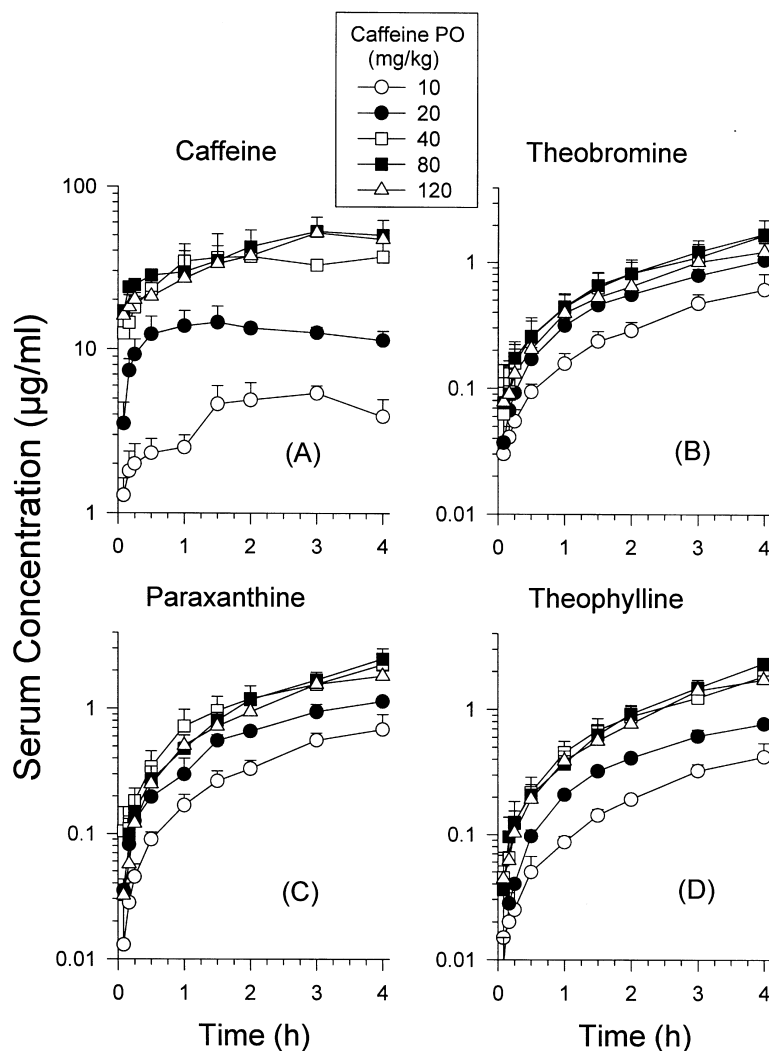 Caffeine PO
(mg/kg)
10
20
40
80
120
Caffeine
Theobromine
Serum Concentration (µg/ml)
100
10
1
0
1
2
3
4
(A)
1
0.1
0.01
0
1
2
3
4
(B)
Paraxanthine
Theophylline
1
0.1
0.01
0
1
2
3
4
(C)
1
0.1
0.01
0
1
2
3
4
(D)
Time (h)
Time (h)